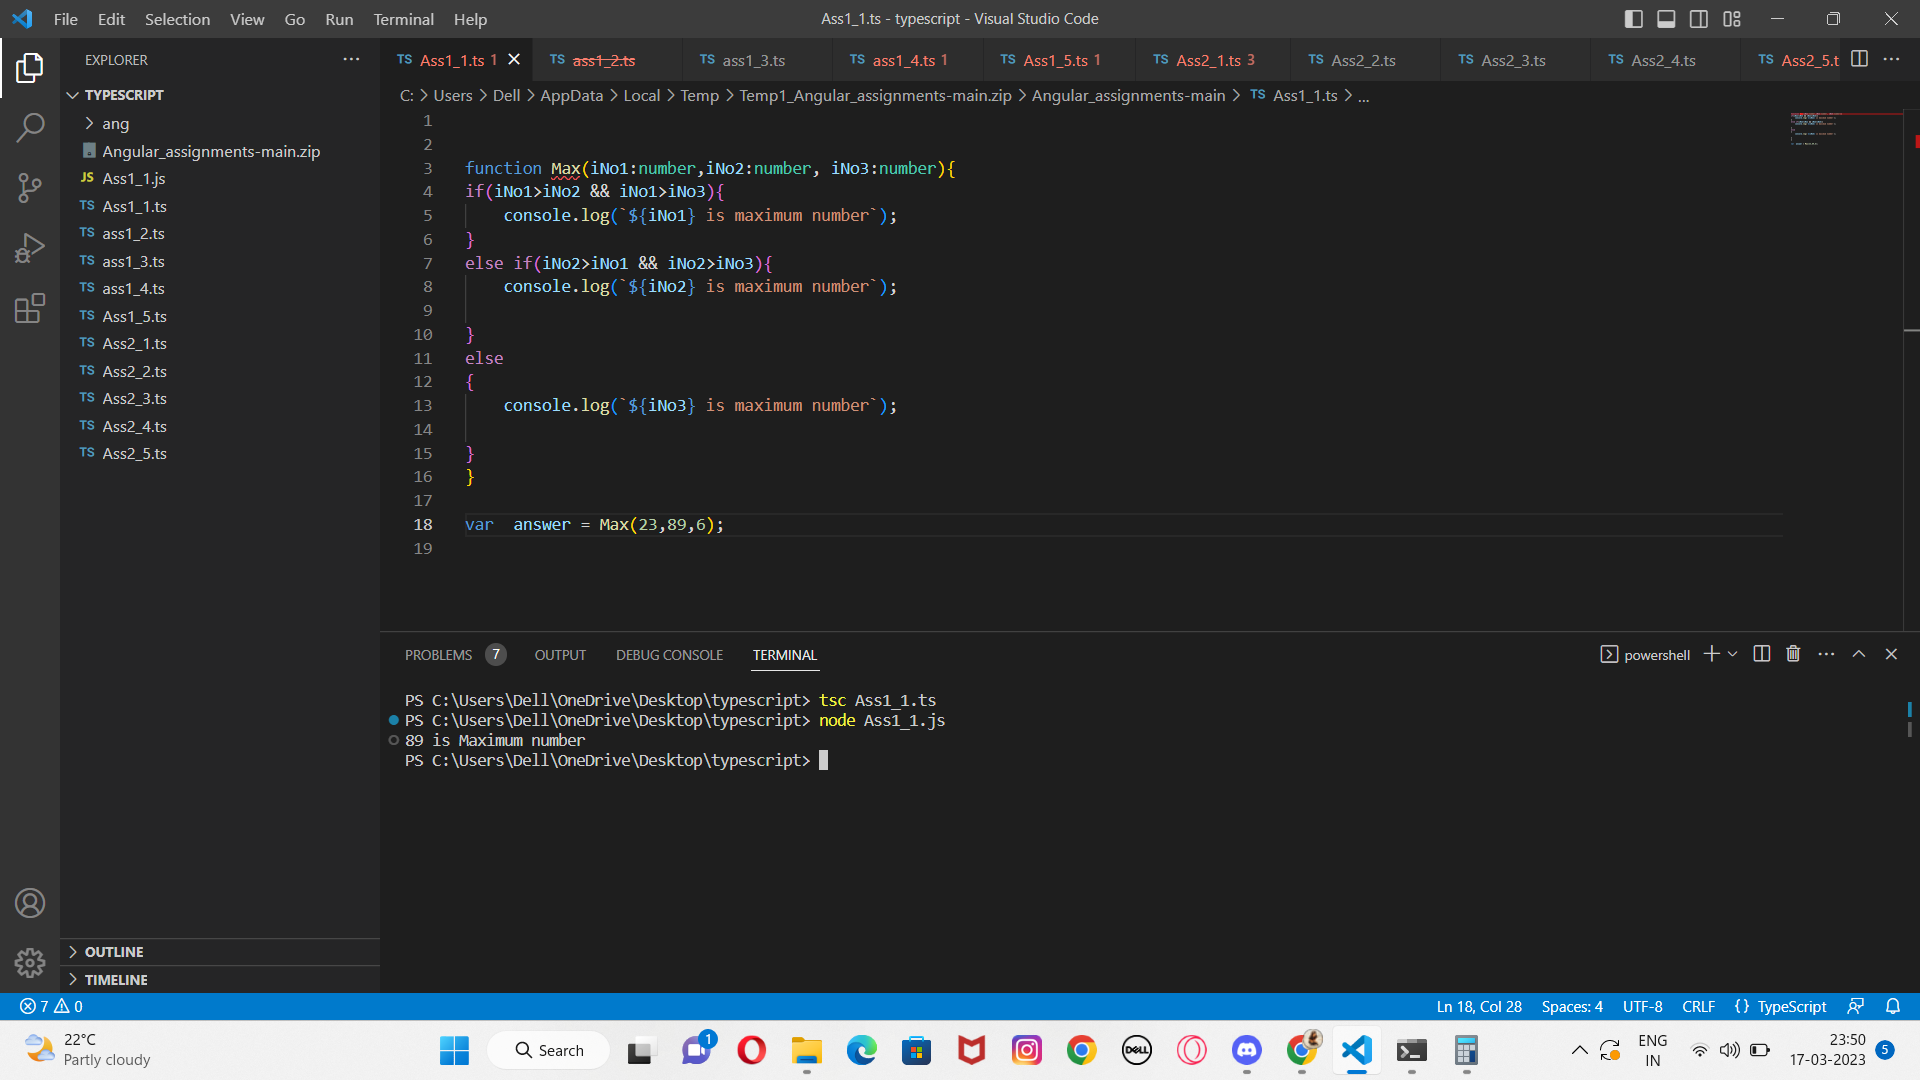 File Edit Selection View Go Run Terminal Help
Ass1_1.ts - typescript - Visual Studio Code
EXPLORER
TYPESCRIPT
ang
Angular_assignments-main.zip
JS Ass1_1.js
TS Ass1_1.ts
TS ass1_2.ts
TS ass1_3.ts
TS ass1_4.ts
TS Ass1_5.ts
TS Ass2_1.ts
TS Ass2_2.ts
TS Ass2_3.ts
TS Ass2_4.ts
TS Ass2_5.ts
OUTLINE
TIMELINE
TS Ass1_1.ts 1 TS ass1_2.ts TS ass1_3.ts TS ass1_4.ts 1 TS Ass1_5.ts 1 TS Ass2_1.ts 3 TS Ass2_2.ts TS Ass2_3.ts TS Ass2_4.ts TS Ass2_5.t
C: > Users > Dell > AppData > Local > Temp > Temp1_Angular_assignments-main.zip > Angular_assignments-main > TS Ass1_1.ts > ...
1
2
3 function Max(iNo1:number,iNo2:number, iNo3:number){
4 if(iNo1>iNo2 && iNo1>iNo3){
5 console.log(`${iNo1} is maximum number`);
6 }
7 else if(iNo2>iNo1 && iNo2>iNo3){
8 console.log(`${iNo2} is maximum number`);
9
10 }
11 else
12 {
13 console.log(`${iNo3} is maximum number`);
14
15 }
16 }
17
18 var  answer = Max(23,89,6);
19
PROBLEMS 7 OUTPUT DEBUG CONSOLE TERMINAL
powershell
PS C:\Users\Dell\OneDrive\Desktop\typescript> tsc Ass1_1.ts
PS C:\Users\Dell\OneDrive\Desktop\typescript> node Ass1_1.js
89 is Maximum number
PS C:\Users\Dell\OneDrive\Desktop\typescript>
7 0
Ln 18, Col 28 Spaces: 4 UTF-8 CRLF {} TypeScript
22°C
Partly cloudy
Search
1
DELL
ENG
IN
23:50
17-03-2023
5